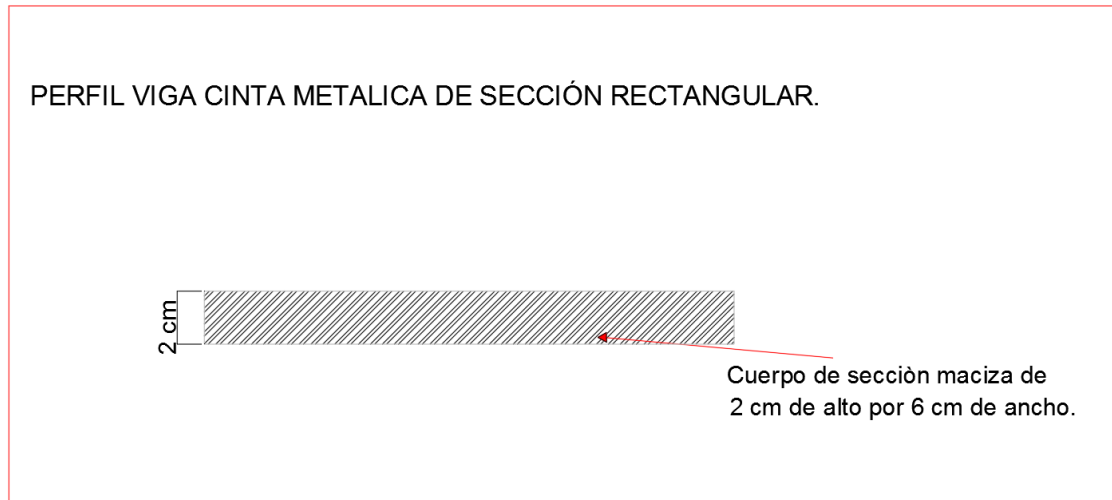 PERFIL VIGA CINTA METALICA DE SECCIÓN RECTANGULAR.
2 cm
Cuerpo de secciòn maciza de
2 cm de alto por 6 cm de ancho.